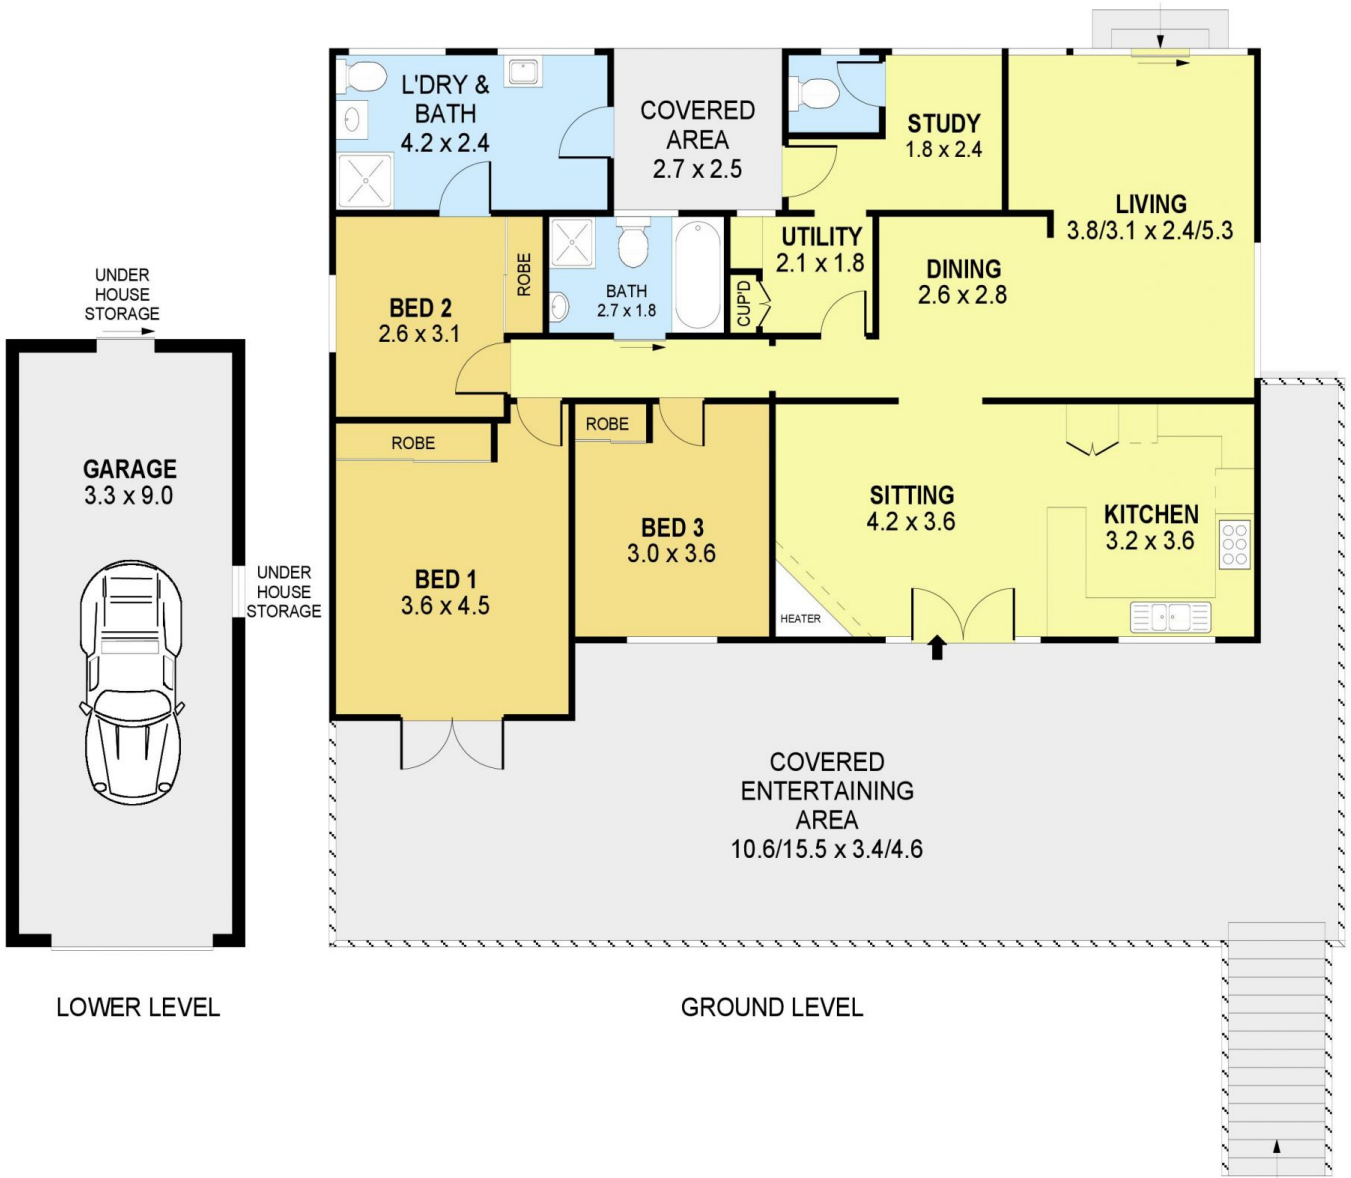 L'DRY &
BATH
4.2 x 2.4
COVERED
AREA
2.7 x 2.5
STUDY
1.8 x 2.4
LIVING
3.8/3.1 x 2.4/5.3
UTILITY
2.1 x 1.8
DINING
2.6 x 2.8
CUP'D
BATH
2.7 x 1.8
ROBE
BED 2
2.6 x 3.1
UNDER
HOUSE
STORAGE
GARAGE
3.3 x 9.0
UNDER
HOUSE
STORAGE
ROBE
BED 1
3.6 x 4.5
ROBE
BED 3
3.0 x 3.6
SITTING
4.2 x 3.6
KITCHEN
3.2 x 3.6
HEATER
COVERED
ENTERTAINING
AREA
10.6/15.5 x 3.4/4.6
LOWER LEVEL
GROUND LEVEL